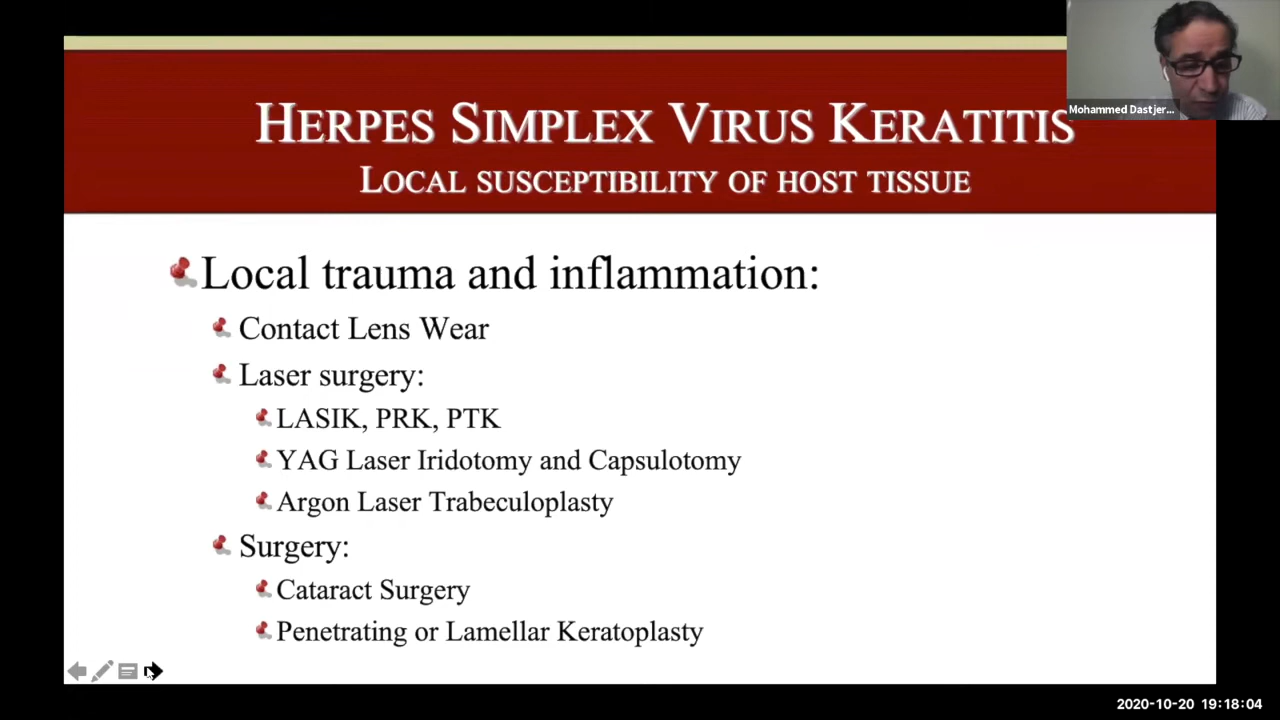 HERPES SIMPLEX VIRUS KERATITIS
LOCAL SUSCEPTIBILITY OF HOST TISSUE
Mohammed Dastjer...
Local trauma and inflammation:
Contact Lens Wear
Laser surgery:
LASIK, PRK, PTK
YAG Laser Iridotomy and Capsulotomy
Argon Laser Trabeculoplasty
Surgery:
Cataract Surgery
Penetrating or Lamellar Keratoplasty
2020-10-20 19:18:04